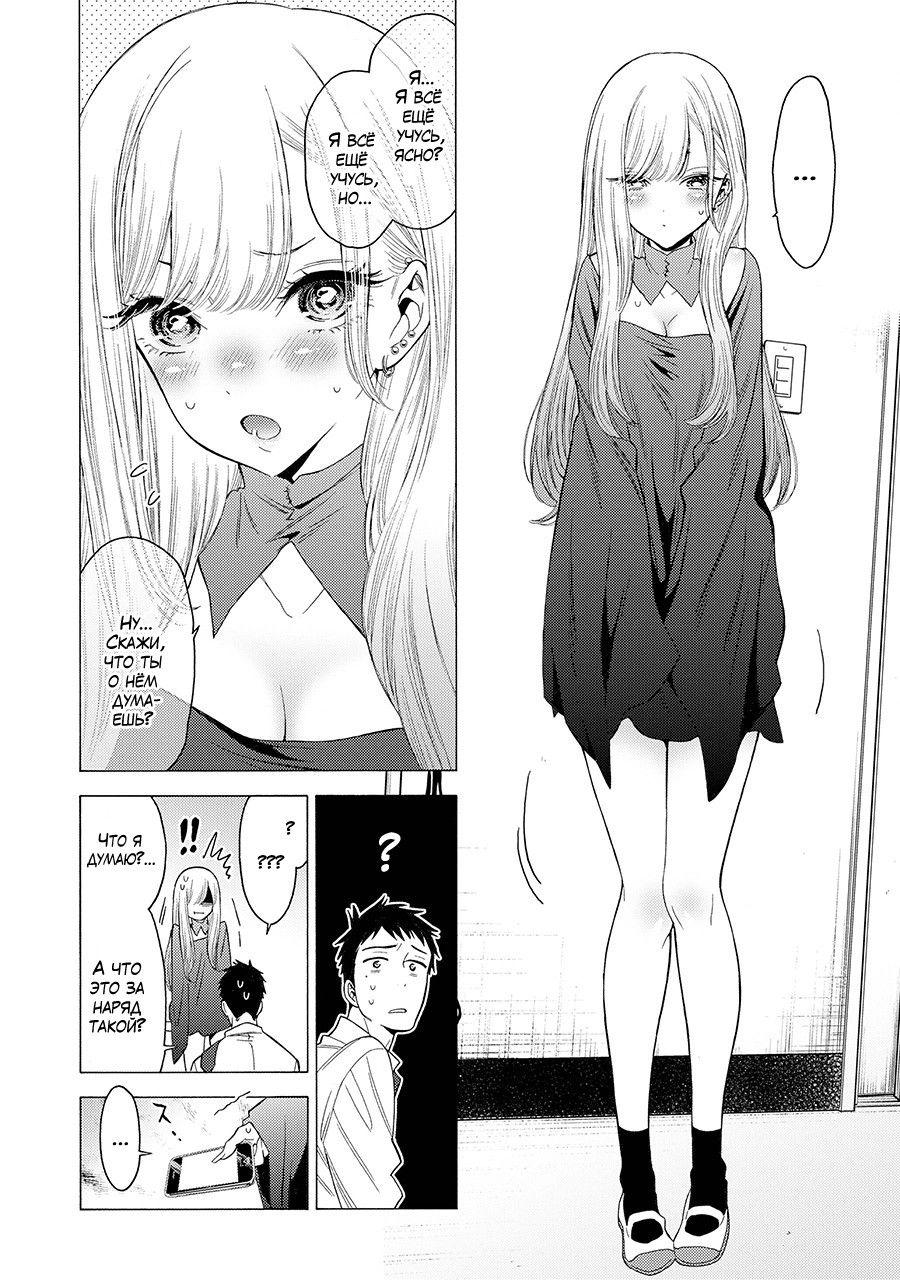 ...
Я...
Я ВСЁ
ЕЩЁ
УЧУСЬ,
ЯСНО?
Я ВСЁ
ЕЩЁ
УЧУСЬ,
НО...
НУ...
СКАЖИ,
ЧТО ТЫ
О НЁМ
ДУМА-
ЕШЬ?
?
?
???
!!
ЧТО Я
ДУМАЮ?...
А ЧТО
ЭТО ЗА
НАРЯД
ТАКОЙ?
ス..
...